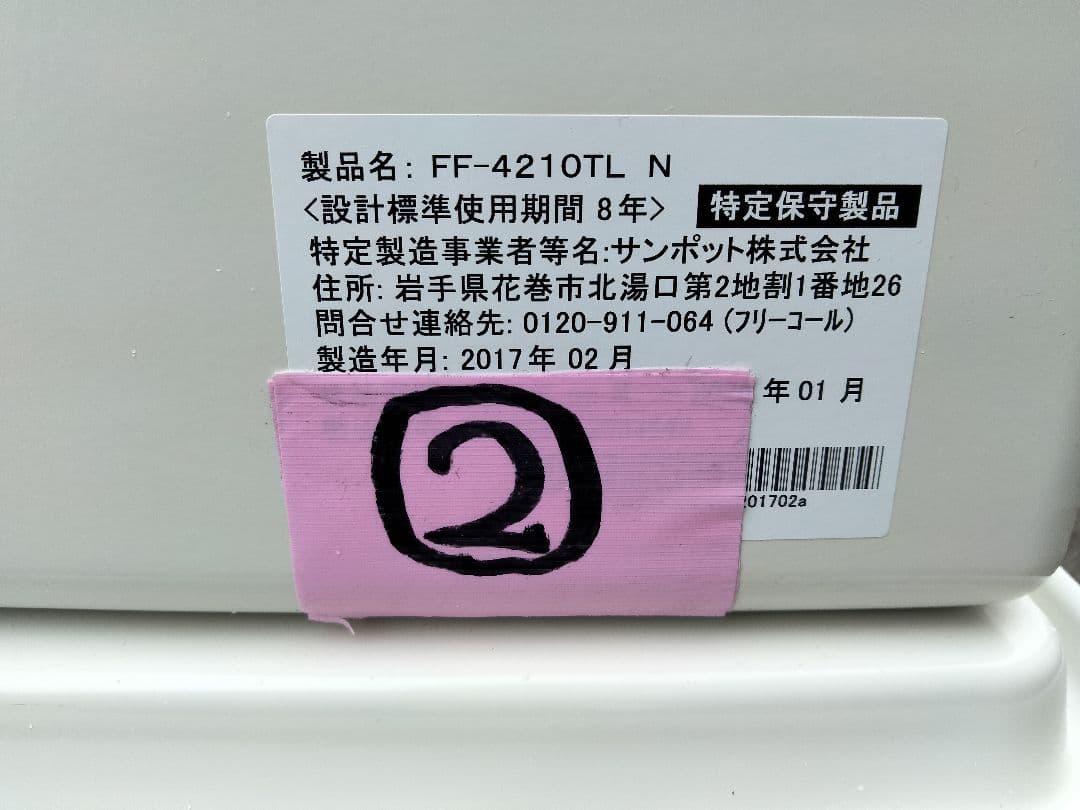 製品名: FF-4210TL N
<設計標準使用期間 8年> 特定保守製品
特定製造事業者等名:サンポット株式会社
住所: 岩手県花巻市北湯口第2地割1番地26
問合せ連絡先: 0120-911-064 (フリーコール)
製造年月: 2017年 02月
年 01 月
01702a
②